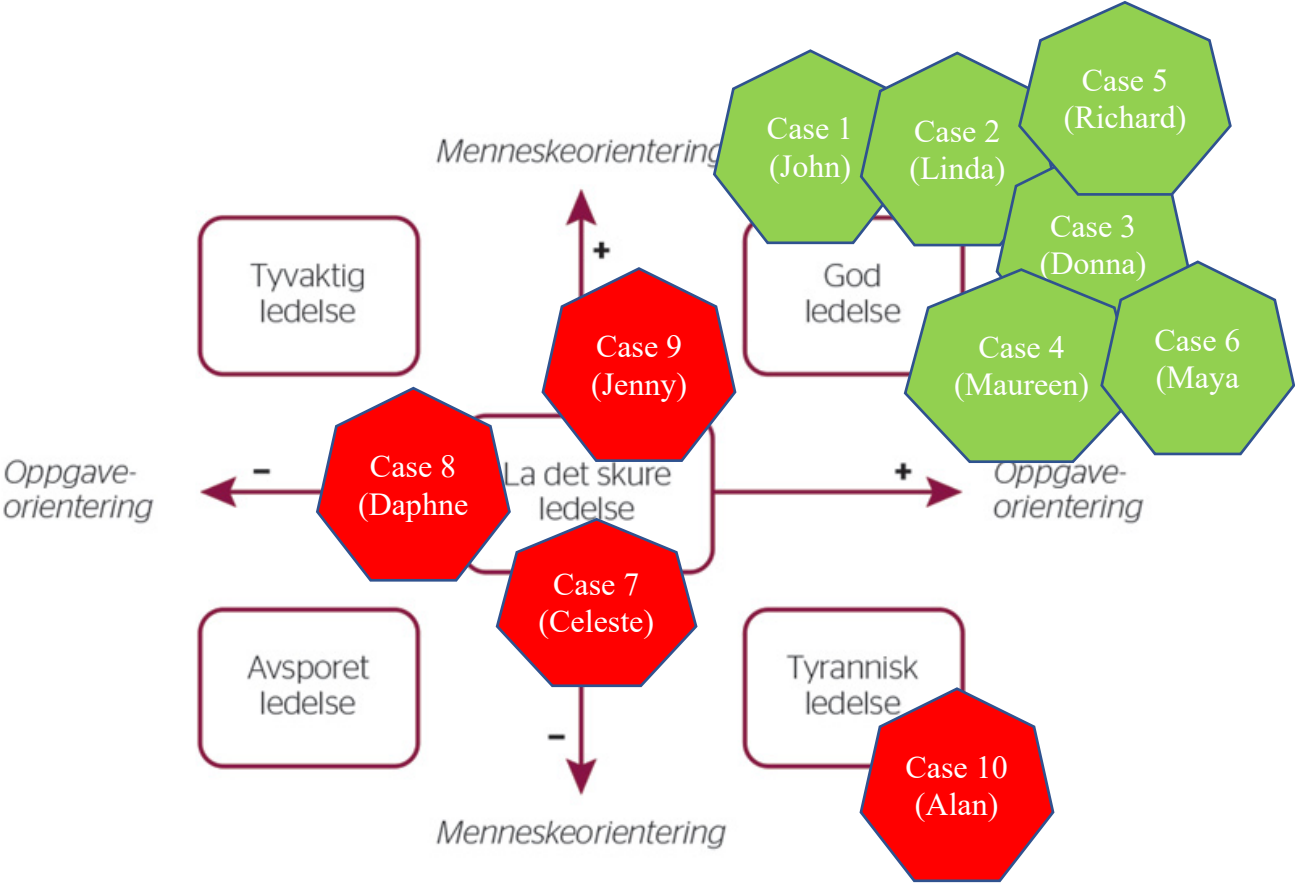 Case 5
(Richard)
Case 1
(John)
Case 2
(Linda)
Menneskeorientering
+
Case 3
(Donna)
Tyvaktig
ledelse
God
ledelse
Case 9
(Jenny)
Case 4
(Maureen)
Case 6
(Maya
Oppgave-
orientering
–
Case 8
(Daphne
La det skure
ledelse
+
Oppgave-
orientering
Case 7
(Celeste)
Avsporet
ledelse
Tyrannisk
ledelse
–
Case 10
(Alan)
Menneskeorientering